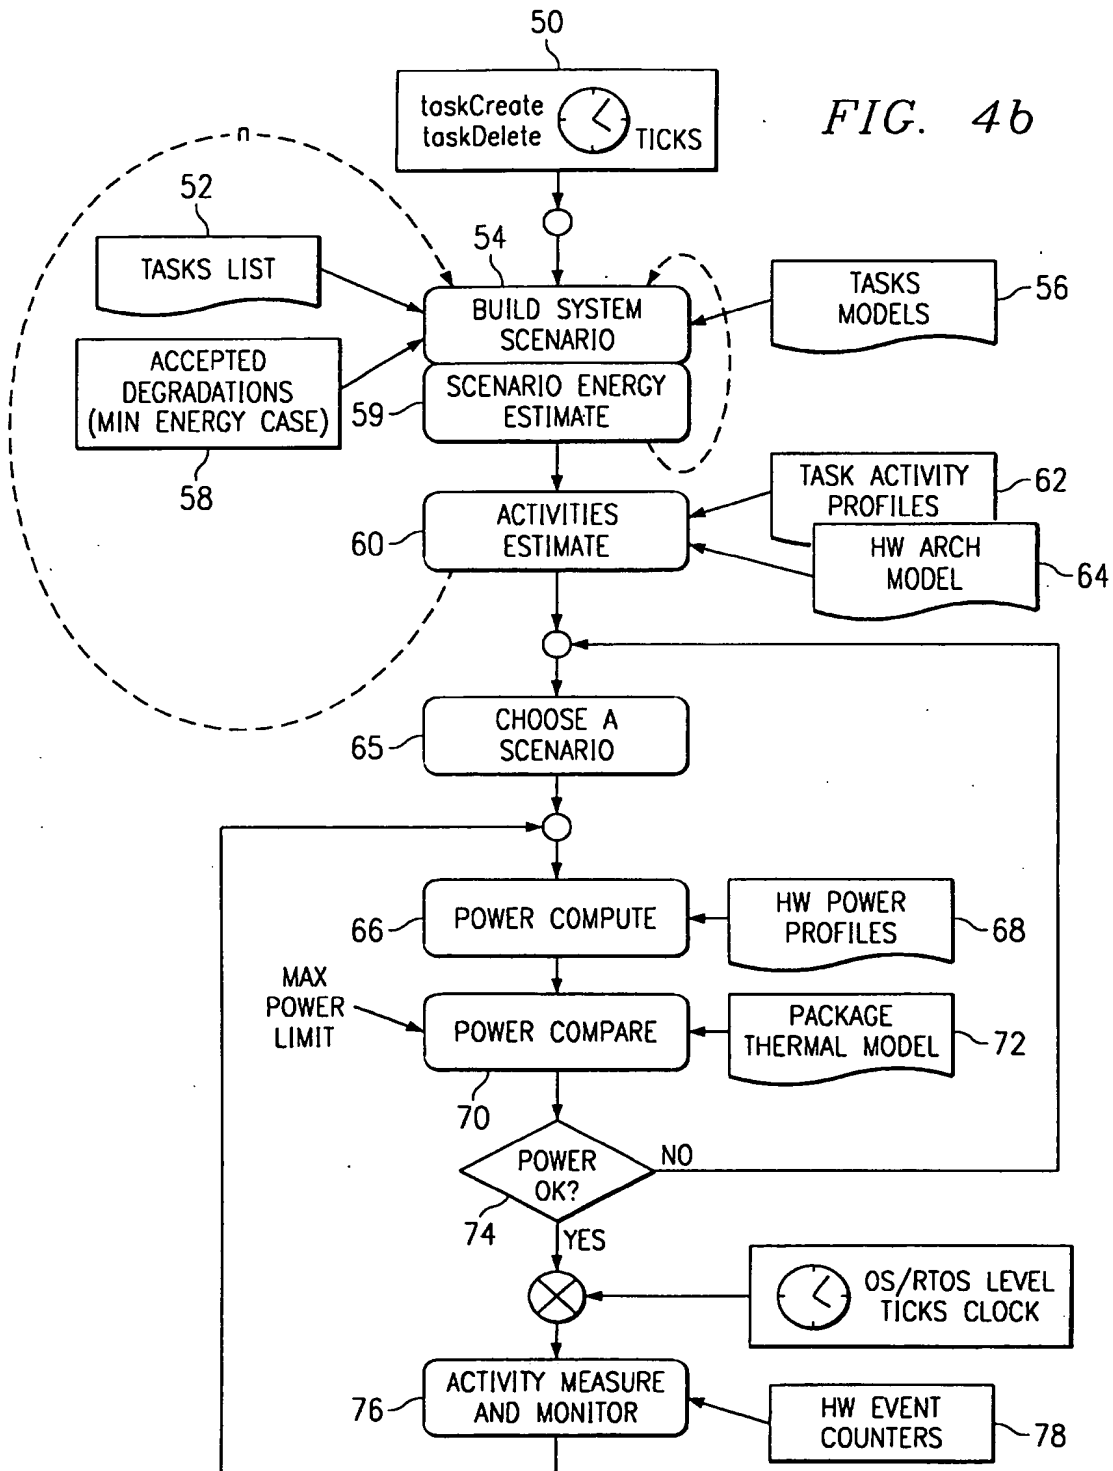 50
taskCreate
taskDelete
TICKS
FIG. 4b
n
52
TASKS LIST
54
BUILD SYSTEM
SCENARIO
TASKS
MODELS
56
ACCEPTED
DEGRADATIONS
(MIN ENERGY CASE)
58
59
SCENARIO ENERGY
ESTIMATE
TASK ACTIVITY
PROFILES
62
60
ACTIVITIES
ESTIMATE
HW ARCH
MODEL
64
65
CHOOSE A
SCENARIO
66
POWER COMPUTE
HW POWER
PROFILES
68
MAX
POWER
LIMIT
POWER COMPARE
70
PACKAGE
THERMAL MODEL
72
POWER
OK?
NO
74
YES
OS/RTOS LEVEL
TICKS CLOCK
76
ACTIVITY MEASURE
AND MONITOR
HW EVENT
COUNTERS
78